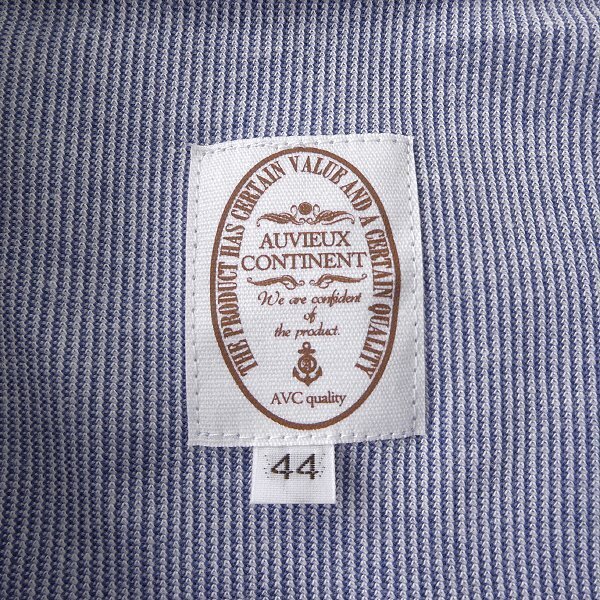 THE PRODUCT HAS CERTAIN VALUE AND A CERTAIN QUALITY
AUVIEUX
CONTINENT
We are confident
of
the product.
AVC quality
44